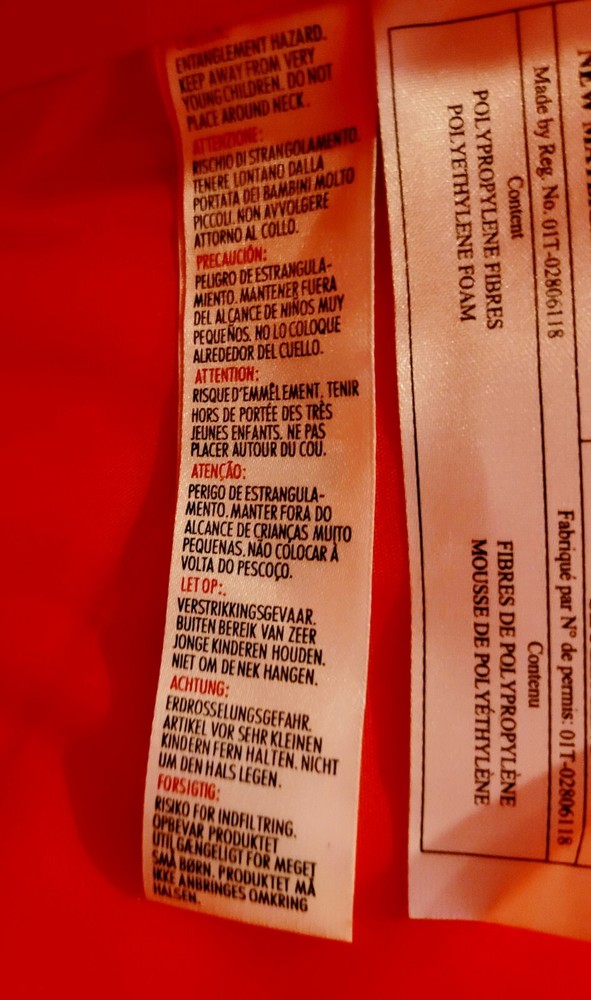 ENTANGLEMENT HAZARD.
KEEP AWAY FROM VERY
YOUNG CHILDREN. DO NOT
PLACE AROUND NECK.
ATTENZIONE:
RISCHIO DI STRANGOLAMENTO.
TENERE LONTANO DALLA
PORTATA DEI BAMBINI MOLTO
PICCOLI. NON AVVOLGERE
ATTORNO AL COLLO.
PRECAUCIÓN:
PELIGRO DE ESTRANGULA-
MIENTO. MANTENER FUERA
DEL ALCANCE DE NIÑOS MUY
PEQUEÑOS. NO LO COLOQUE
ALREDEDOR DEL CUELLO.
ATTENTION:
RISQUE D'EMMÊLEMENT. TENIR
HORS DE PORTÉE DES TRÈS
JEUNES ENFANTS. NE PAS
PLACER AUTOUR DU COU.
ATENÇÃO:
PERIGO DE ESTRANGULA-
MENTO. MANTER FORA DO
ALCANCE DE CRIANÇAS MUITO
PEQUENAS. NÃO COLOCAR À
VOLTA DO PESCOÇO.
LET OP:.
VERSTRIKKINGSGEVAAR.
BUITEN BEREIK VAN ZEER
JONGE KINDEREN HOUDEN.
NIET OM DE NEK HANGEN.
ACHTUNG:
ERDROSSELUNGSGEFAHR.
ARTIKEL VOR SEHR KLEINEN
KINDERN FERN HALTEN. NICHT
UM DEN HALS LEGEN.
FORSIGTIG:
RISIKO FOR INDFILTRING.
OPBEVAR PRODUKTET
UTILGÆNGELIGT FOR MEGET
SMÅ BØRN. PRODUKTET MÅ
IKKE ANBRINGES OMKRING
HALSEN.
NEW
Made by Reg. No. 01T-02806118
Fabriqué par N° de permis: 01T-02806118
Content
POLYPROPYLENE FIBRES
POLYETHYLENE FOAM
Contenu
FIBRES DE POLYPROPYLÈNE
MOUSSE DE POLYÉTHYLÈNE